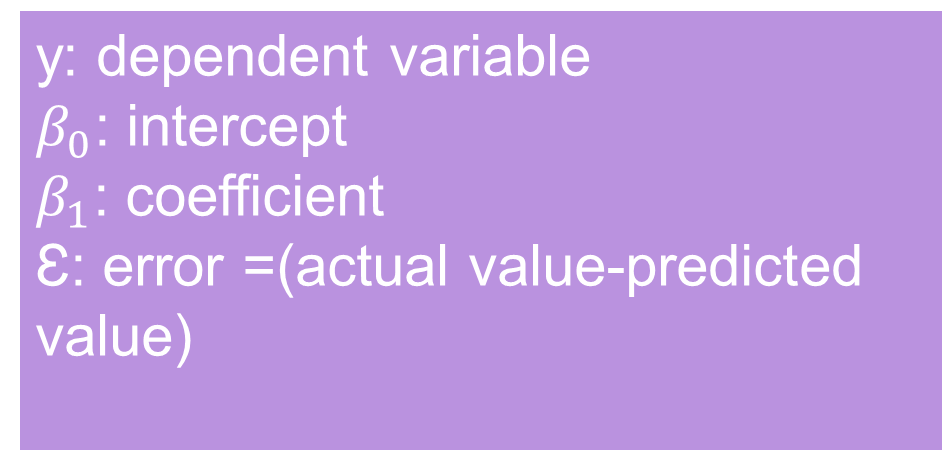 y: dependent variable
𝛽₀: intercept
𝛽₁: coefficient
Ɛ: error =(actual value-predicted
value)